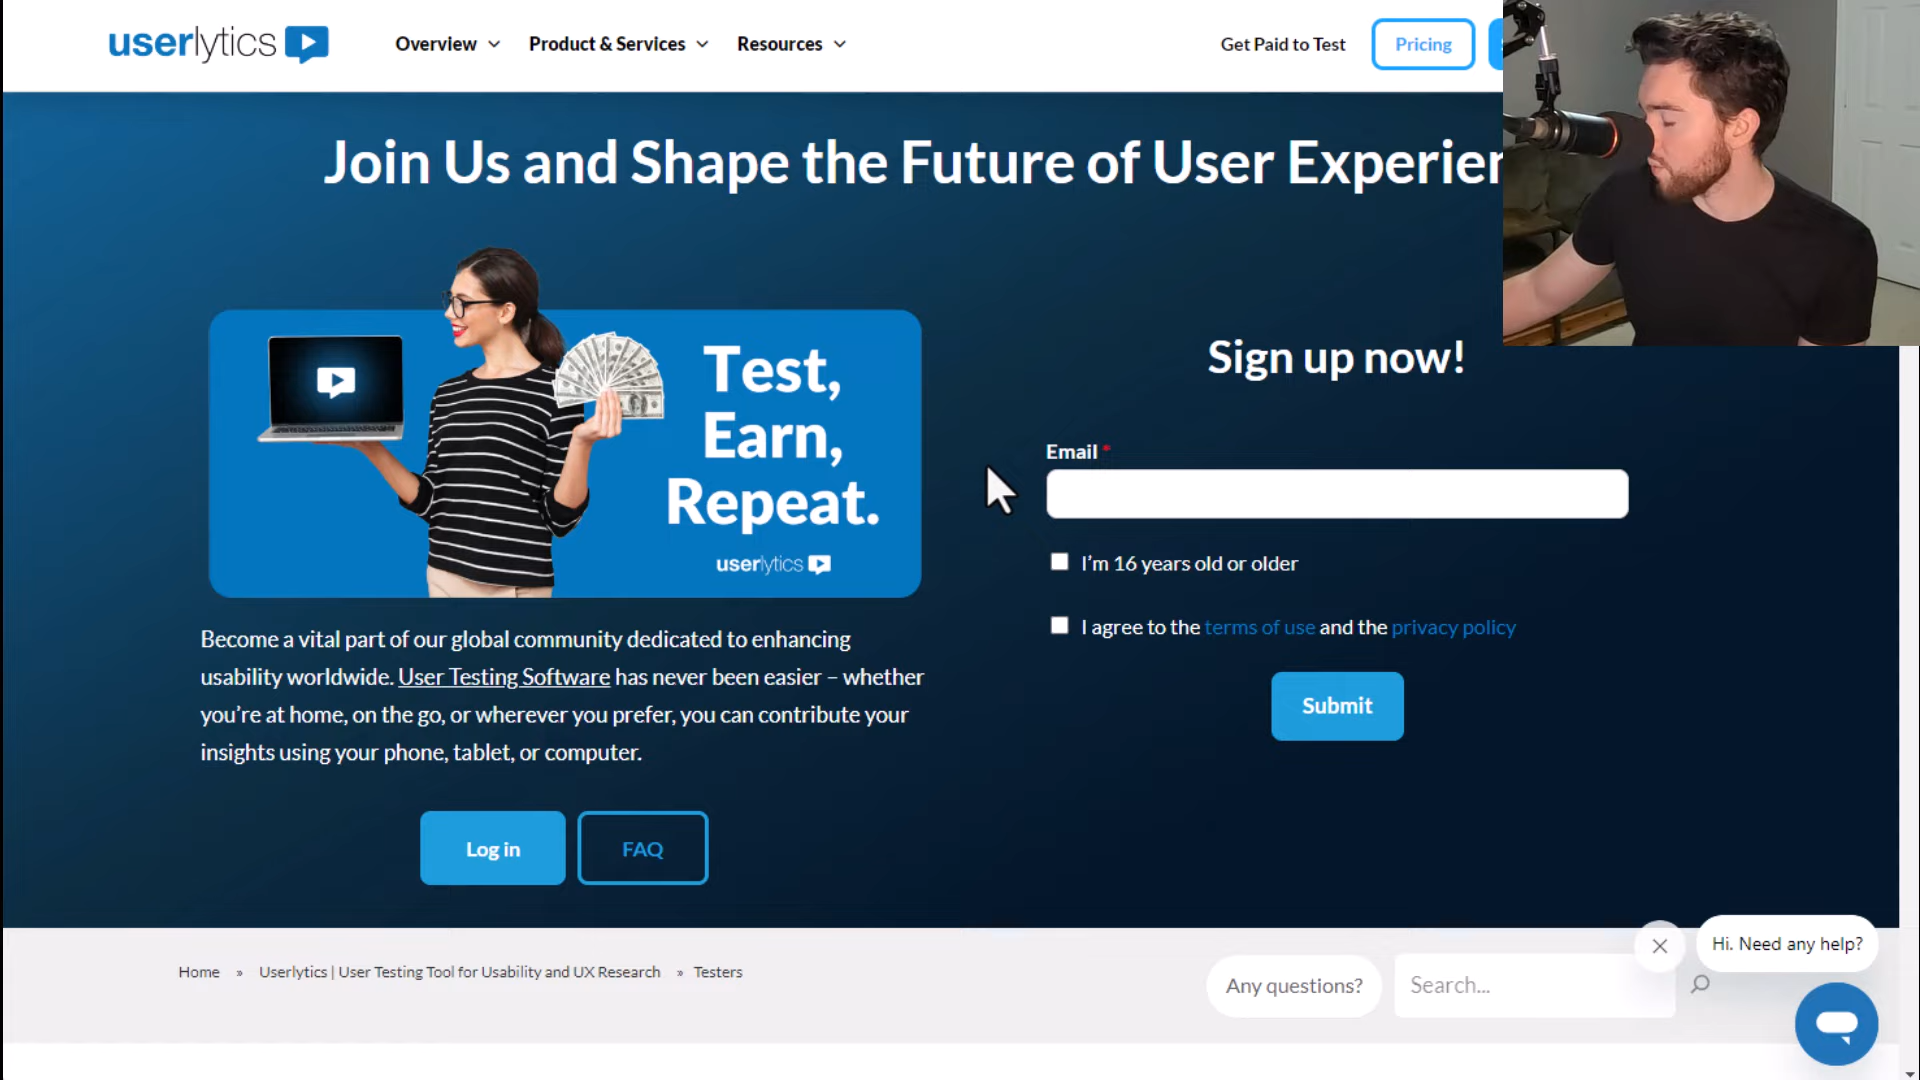 userlytics
Overview
Product & Services
Resources
Get Paid to Test
Pricing
Join Us and Shape the Future of User Experien
Test,
Earn,
Repeat.
userlytics
Become a vital part of our global community dedicated to enhancing
usability worldwide. User Testing Software has never been easier – whether
you’re at home, on the go, or wherever you prefer, you can contribute your
insights using your phone, tablet, or computer.
Log in
FAQ
Sign up now!
Email *
I’m 16 years old or older
I agree to the terms of use and the privacy policy
Submit
Home » Userlytics | User Testing Tool for Usability and UX Research » Testers
Any questions?
Search...
Hi. Need any help?